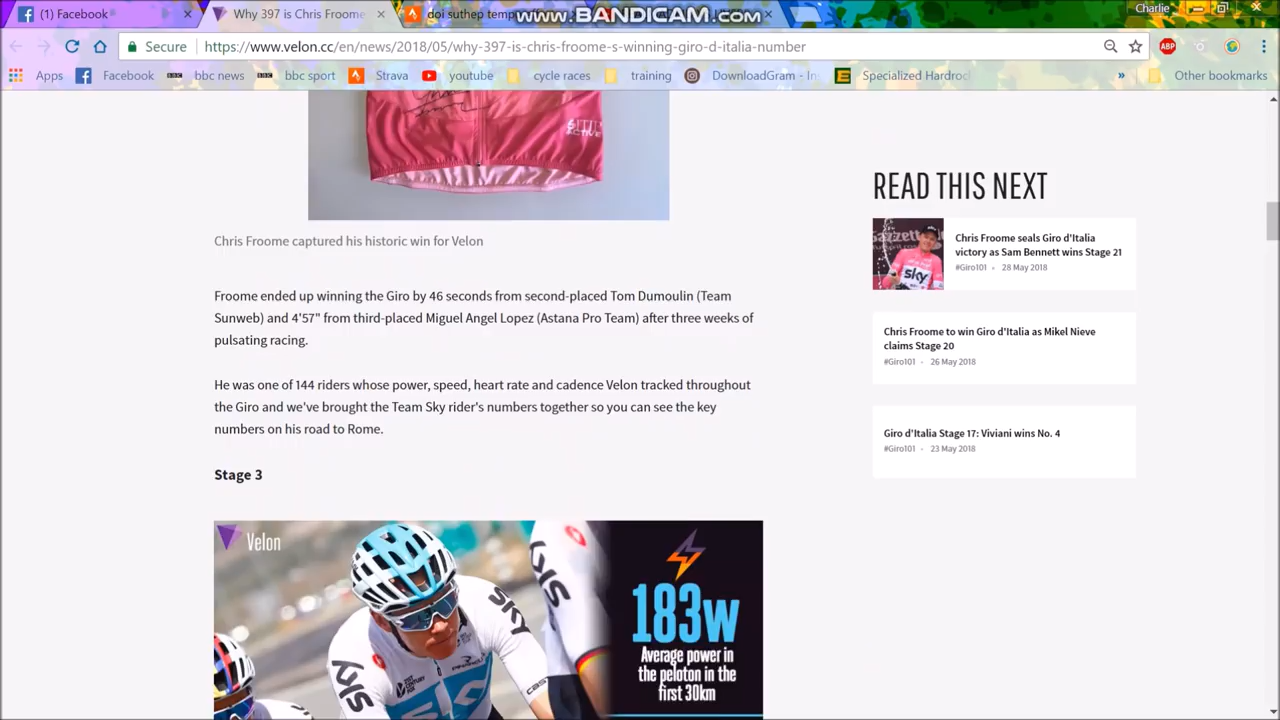 (1) Facebook
Why 397 is Chris Froome
doi suthep temp
www.BANDICAM.com
Charlie
Secure
https://www.velon.cc/en/news/2018/05/why-397-is-chris-froome-s-winning-giro-d-italia-number
ABP
Apps
Facebook
bbc news
bbc sport
Strava
youtube
cycle races
training
DownloadGram - In
Specialized Hardroc
»
Other bookmarks
Chris Froome captured his historic win for Velon
Froome ended up winning the Giro by 46 seconds from second-placed Tom Dumoulin (Team
Sunweb) and 4'57" from third-placed Miguel Angel Lopez (Astana Pro Team) after three weeks of
pulsating racing.
He was one of 144 riders whose power, speed, heart rate and cadence Velon tracked throughout
the Giro and we've brought the Team Sky rider's numbers together so you can see the key
numbers on his road to Rome.
Stage 3
Velon
SKY
SKY
183w
Average power in
the peloton in the
first 30km
READ THIS NEXT
sky
Chris Froome seals Giro d'Italia
victory as Sam Bennett wins Stage 21
#Giro101 • 28 May 2018
Chris Froome to win Giro d'Italia as Mikel Nieve
claims Stage 20
#Giro101 • 26 May 2018
Giro d'Italia Stage 17: Viviani wins No. 4
#Giro101 • 23 May 2018